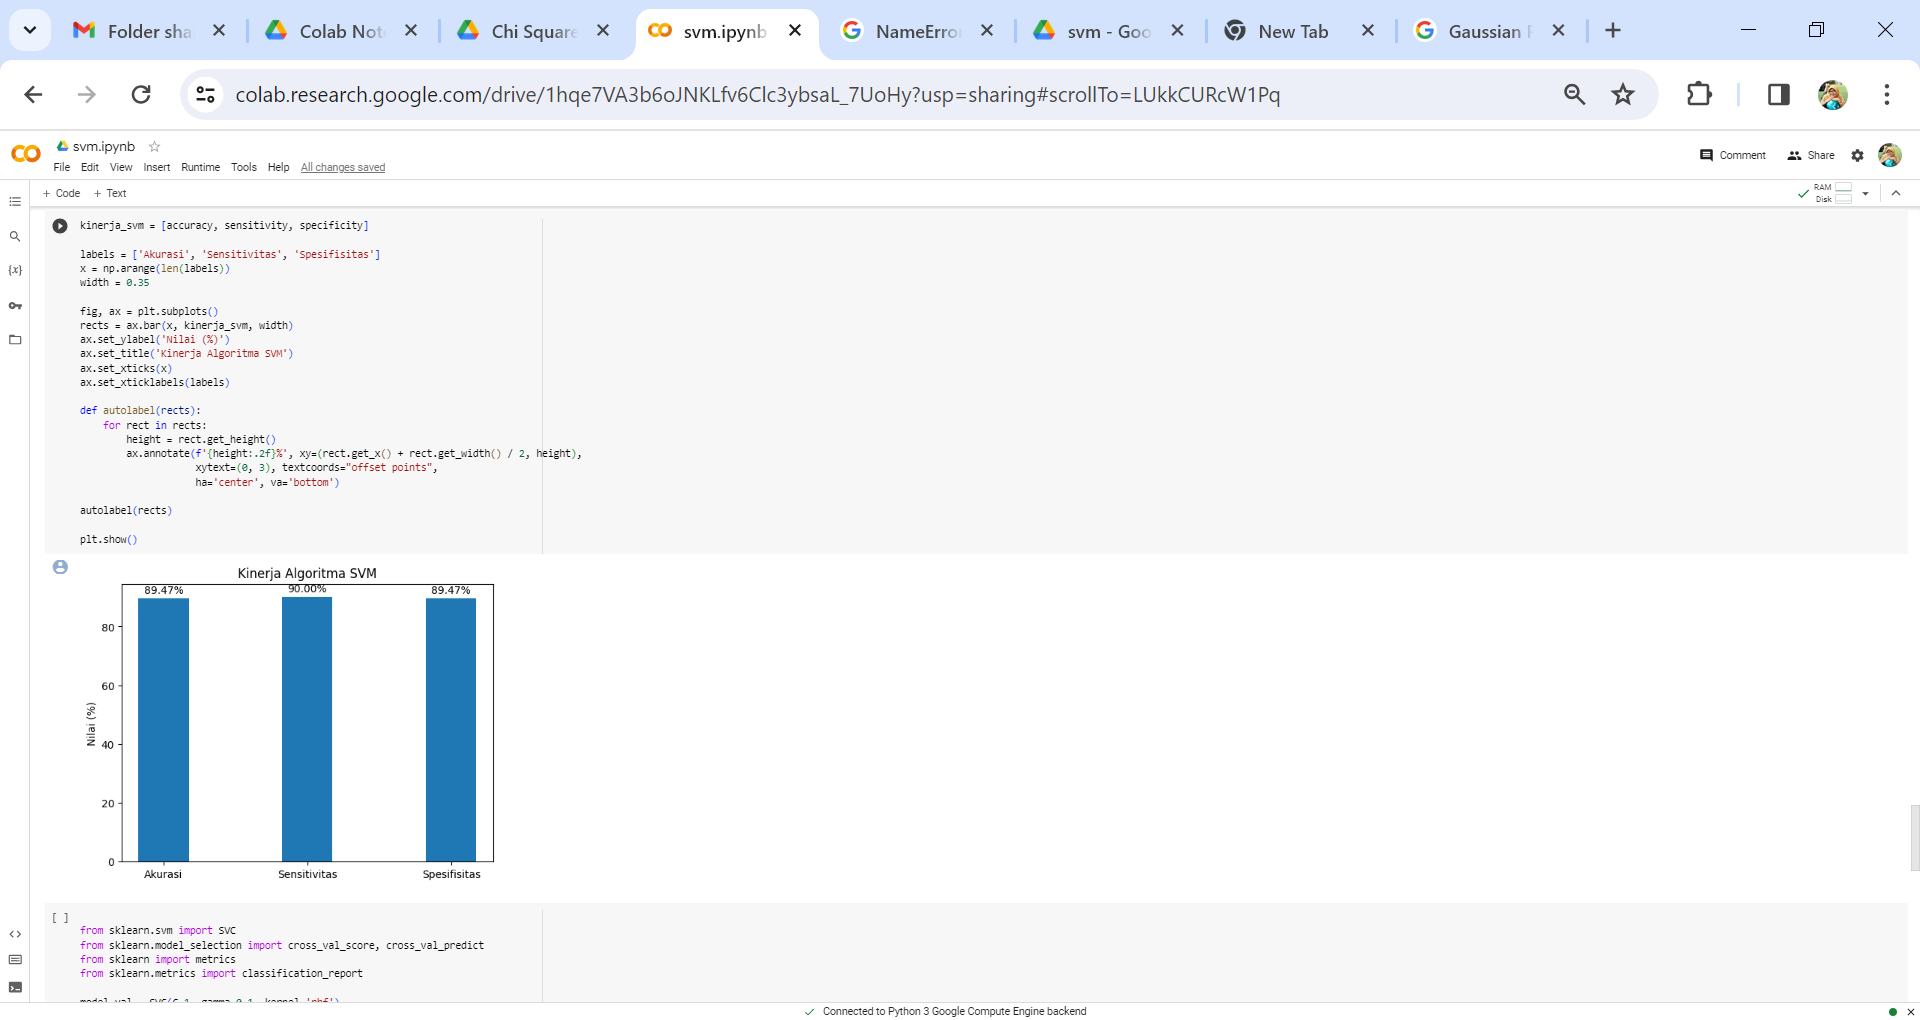 Folder sha
Colab Not
Chi Square
svm.ipynb
NameErro
svm - Goo
New Tab
Gaussian
colab.research.google.com/drive/1hqe7VA3b6oJNKLfv6Clc3ybsaL_7UoHy?usp=sharing#scrollTo=LUkkCURcW1Pq
svm.ipynb
File Edit View Insert Runtime Tools Help All changes saved
Comment Share
+ Code + Text
RAM
Disk
kinerja_svm = [accuracy, sensitivity, specificity]
labels = ['Akurasi', 'Sensitivitas', 'Spesifisitas']
x = np.arange(len(labels))
width = 0.35
fig, ax = plt.subplots()
rects = ax.bar(x, kinerja_svm, width)
ax.set_ylabel('Nilai (%)')
ax.set_title('Kinerja Algoritma SVM')
ax.set_xticks(x)
ax.set_xticklabels(labels)
def autolabel(rects):
for rect in rects:
height = rect.get_height()
ax.annotate(f'{height:.2f}%', xy=(rect.get_x() + rect.get_width() / 2, height),
xytext=(0, 3), textcoords="offset points",
ha='center', va='bottom')
autolabel(rects)
plt.show()
Kinerja Algoritma SVM
89.47% 90.00% 89.47%
80
60
40
20
0
Nilai (%)
Akurasi Sensitivitas Spesifisitas
[ ]
from sklearn.svm import SVC
from sklearn.model_selection import cross_val_score, cross_val_predict
from sklearn import metrics
from sklearn.metrics import classification_report
Connected to Python 3 Google Compute Engine backend